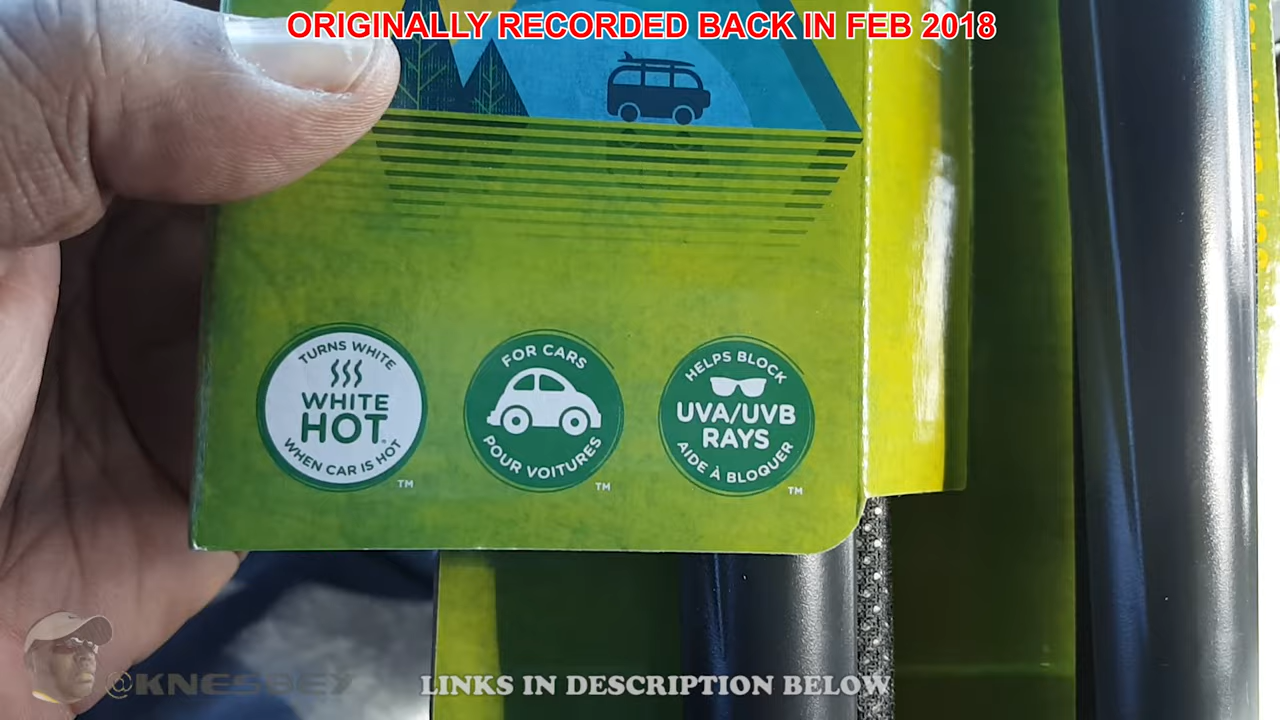 ORIGINALLY RECORDED BACK IN FEB 2018
TURNS WHITE
WHITE
HOT
WHEN CAR IS HOT
TM
FOR CARS
POUR VOITURES
TM
HELPS BLOCK
UVA/UVB
RAYS
AIDE À BLOQUER
TM
LINKS IN DESCRIPTION BELOW